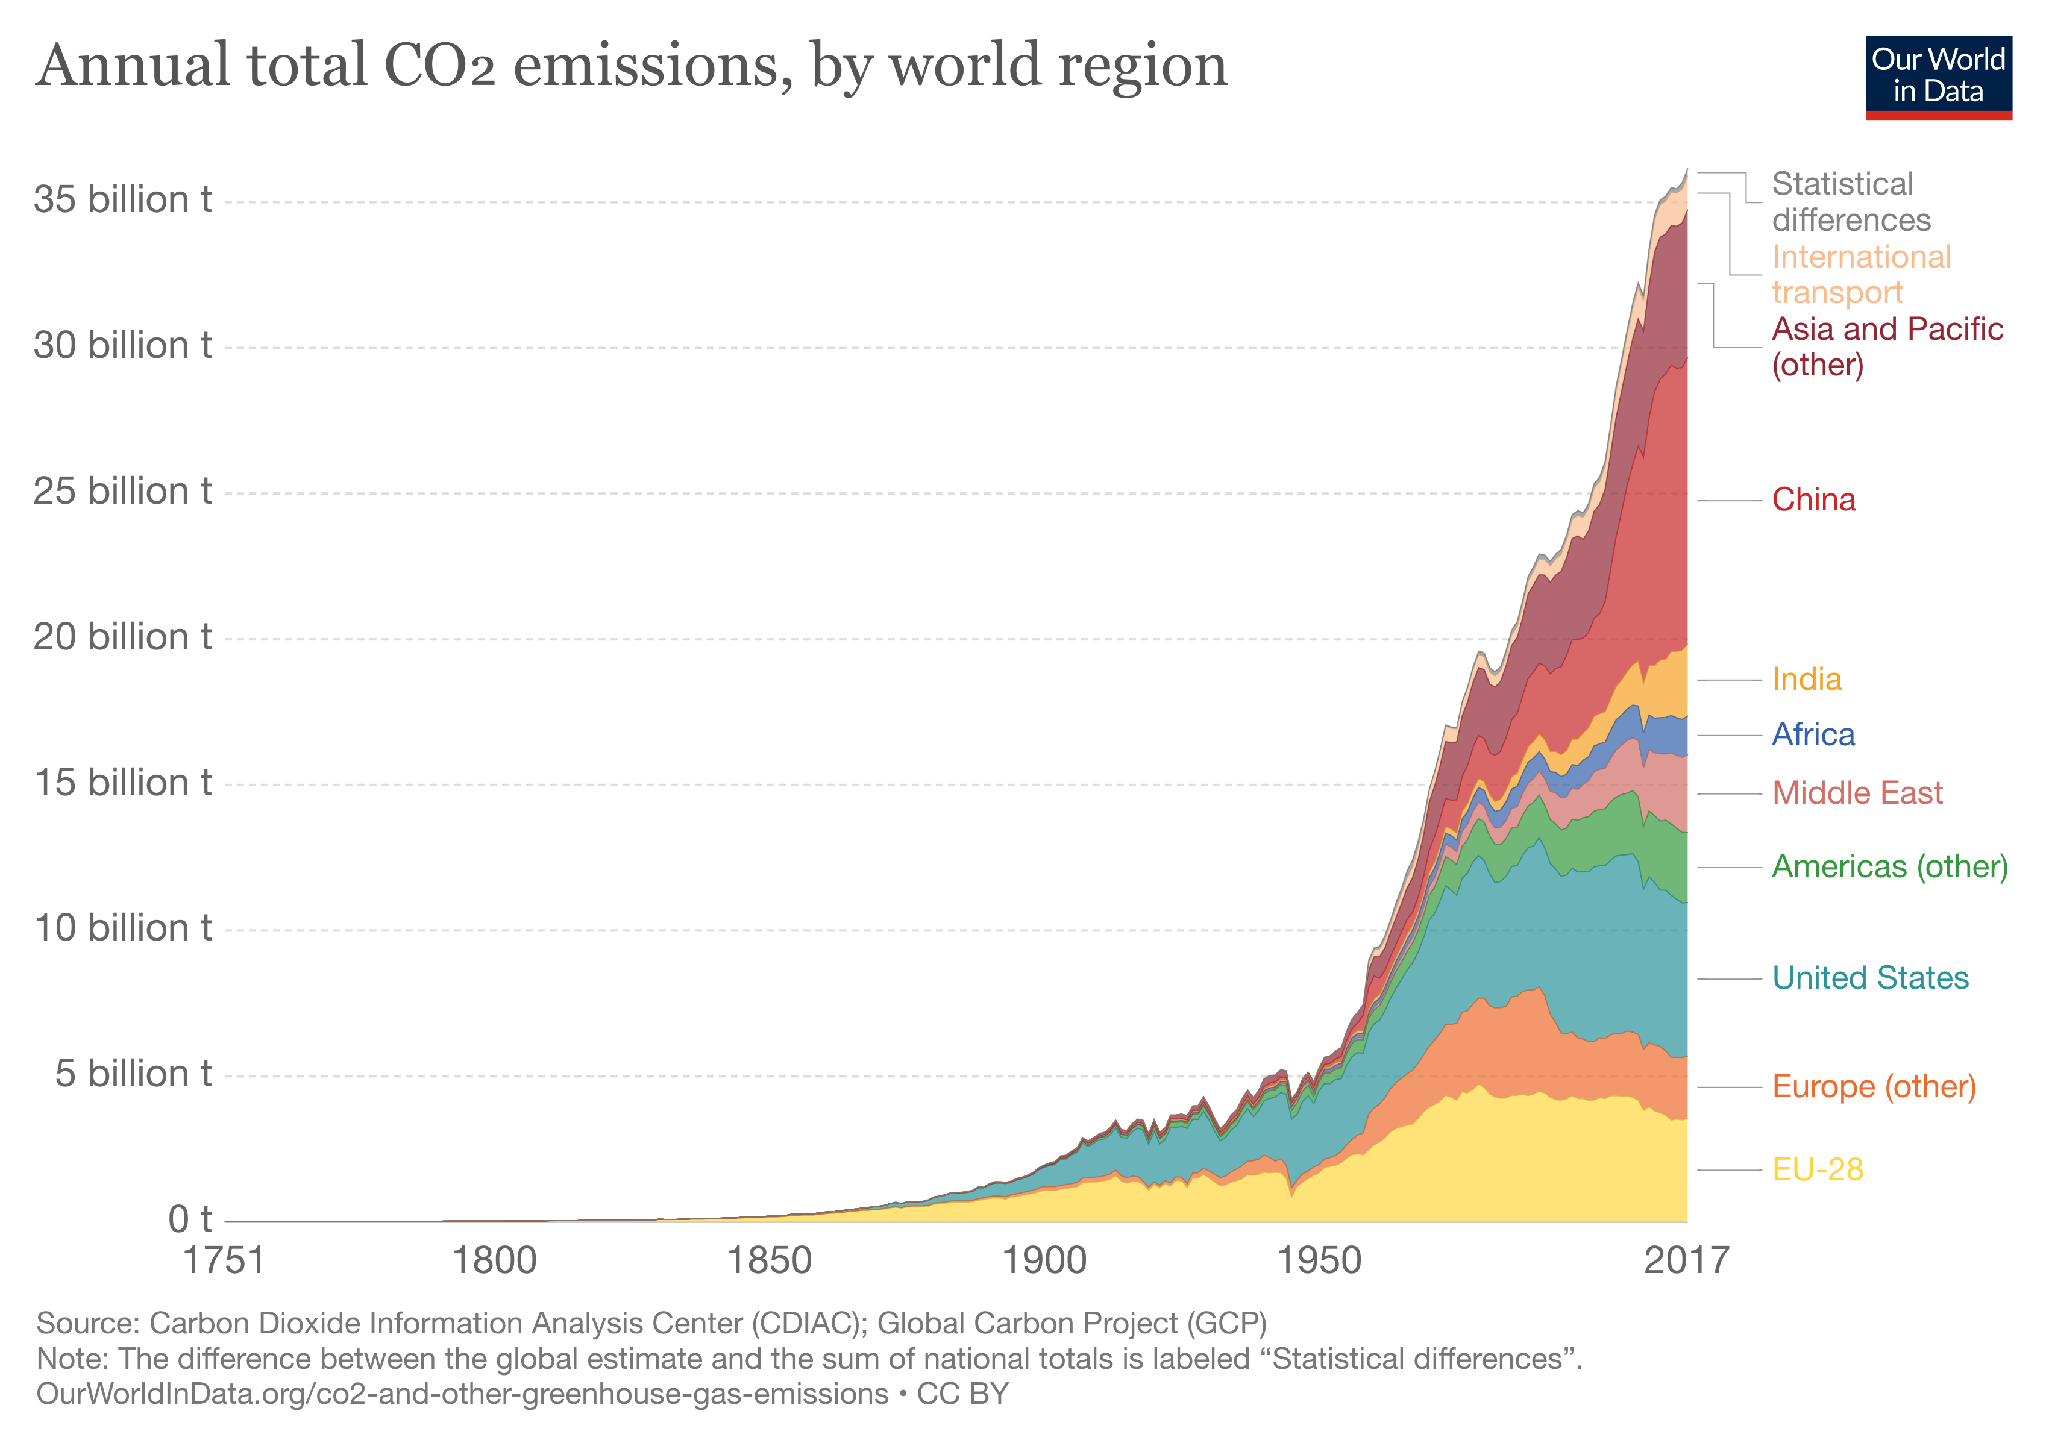 Annual total CO2 emissions, by world region
Our World
in Data
35 billion t
30 billion t
25 billion t
20 billion t
15 billion t
10 billion t
5 billion t
0 t
1751
1800
1850
1900
1950
2017
Statistical
differences
International
transport
Asia and Pacific
(other)
China
India
Africa
Middle East
Americas (other)
United States
Europe (other)
EU-28
Source: Carbon Dioxide Information Analysis Center (CDIAC); Global Carbon Project (GCP)
Note: The difference between the global estimate and the sum of national totals is labeled “Statistical differences”.
OurWorldInData.org/co2-and-other-greenhouse-gas-emissions • CC BY